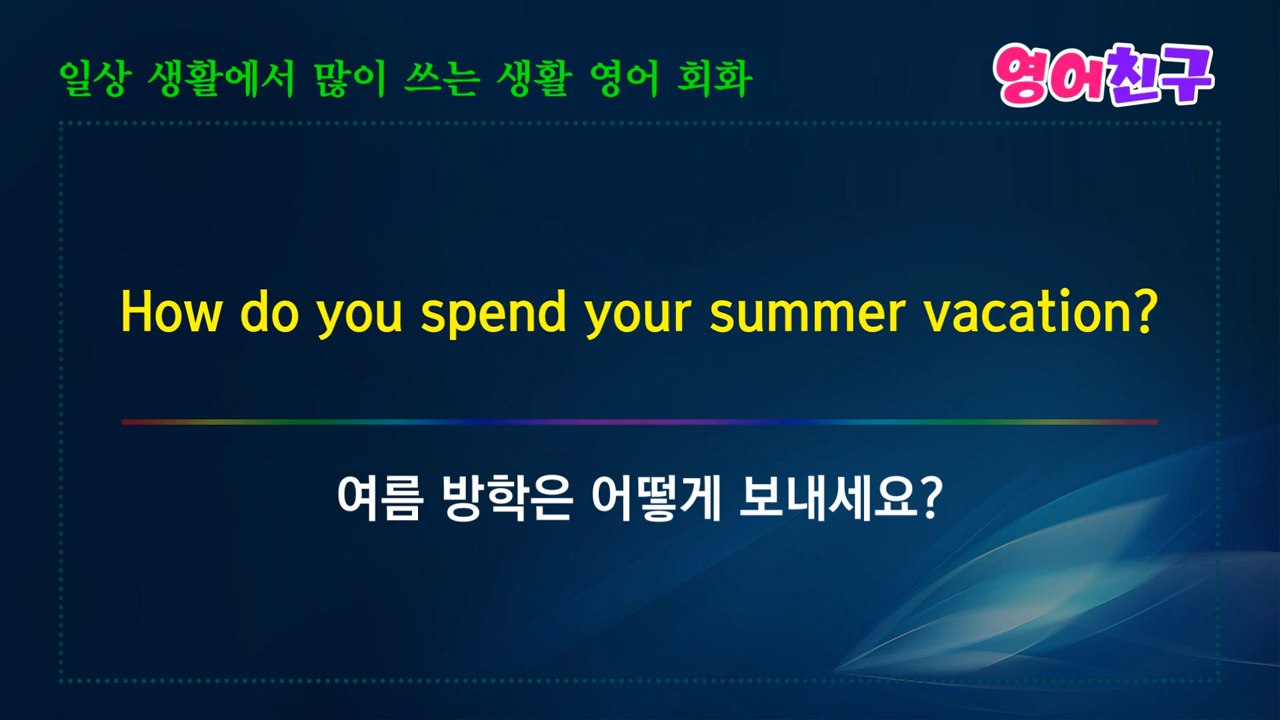 일상 생활에서 많이 쓰는 생활 영어 회화
영어친구
How do you spend your summer vacation?
여름 방학은 어떻게 보내세요?